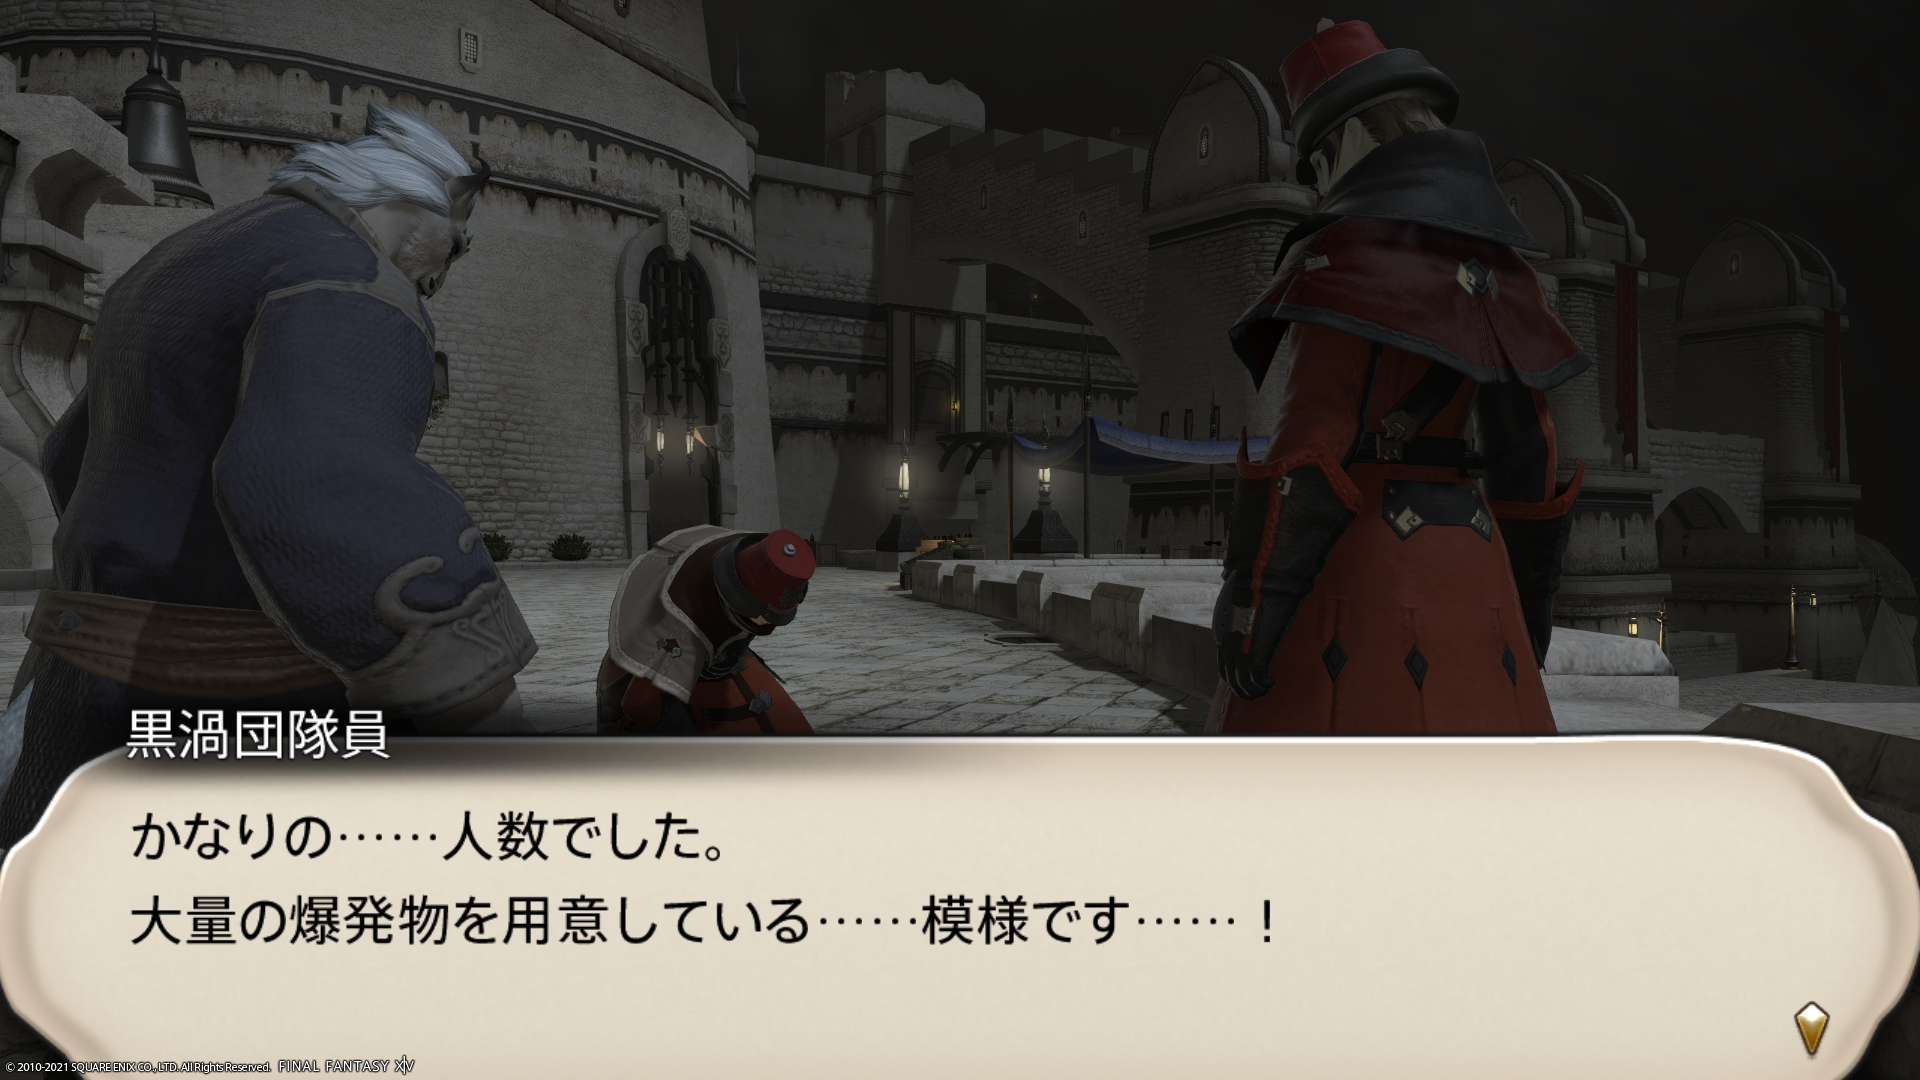 黒渦団隊員
かなりの……人数でした。
大量の爆発物を用意している……模様です……！
© 2010-2021 SQUARE ENIX CO., LTD. All Rights Reserved. FINAL FANTASY XIV